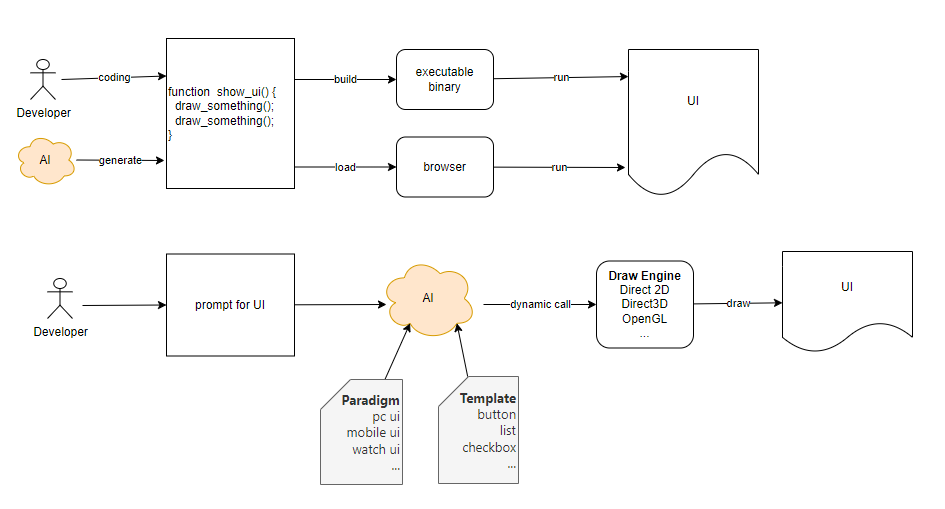 Developer
coding
AI
generate
function  show_ui() {
  draw_something();
  draw_something();
}
build
executable
binary
run
load
browser
run
UI
Developer
prompt for UI
AI
dynamic call
Draw Engine
Direct 2D
Direct3D
OpenGL
...
draw
UI
Paradigm
pc ui
mobile ui
watch ui
...
Template
button
list
checkbox
...